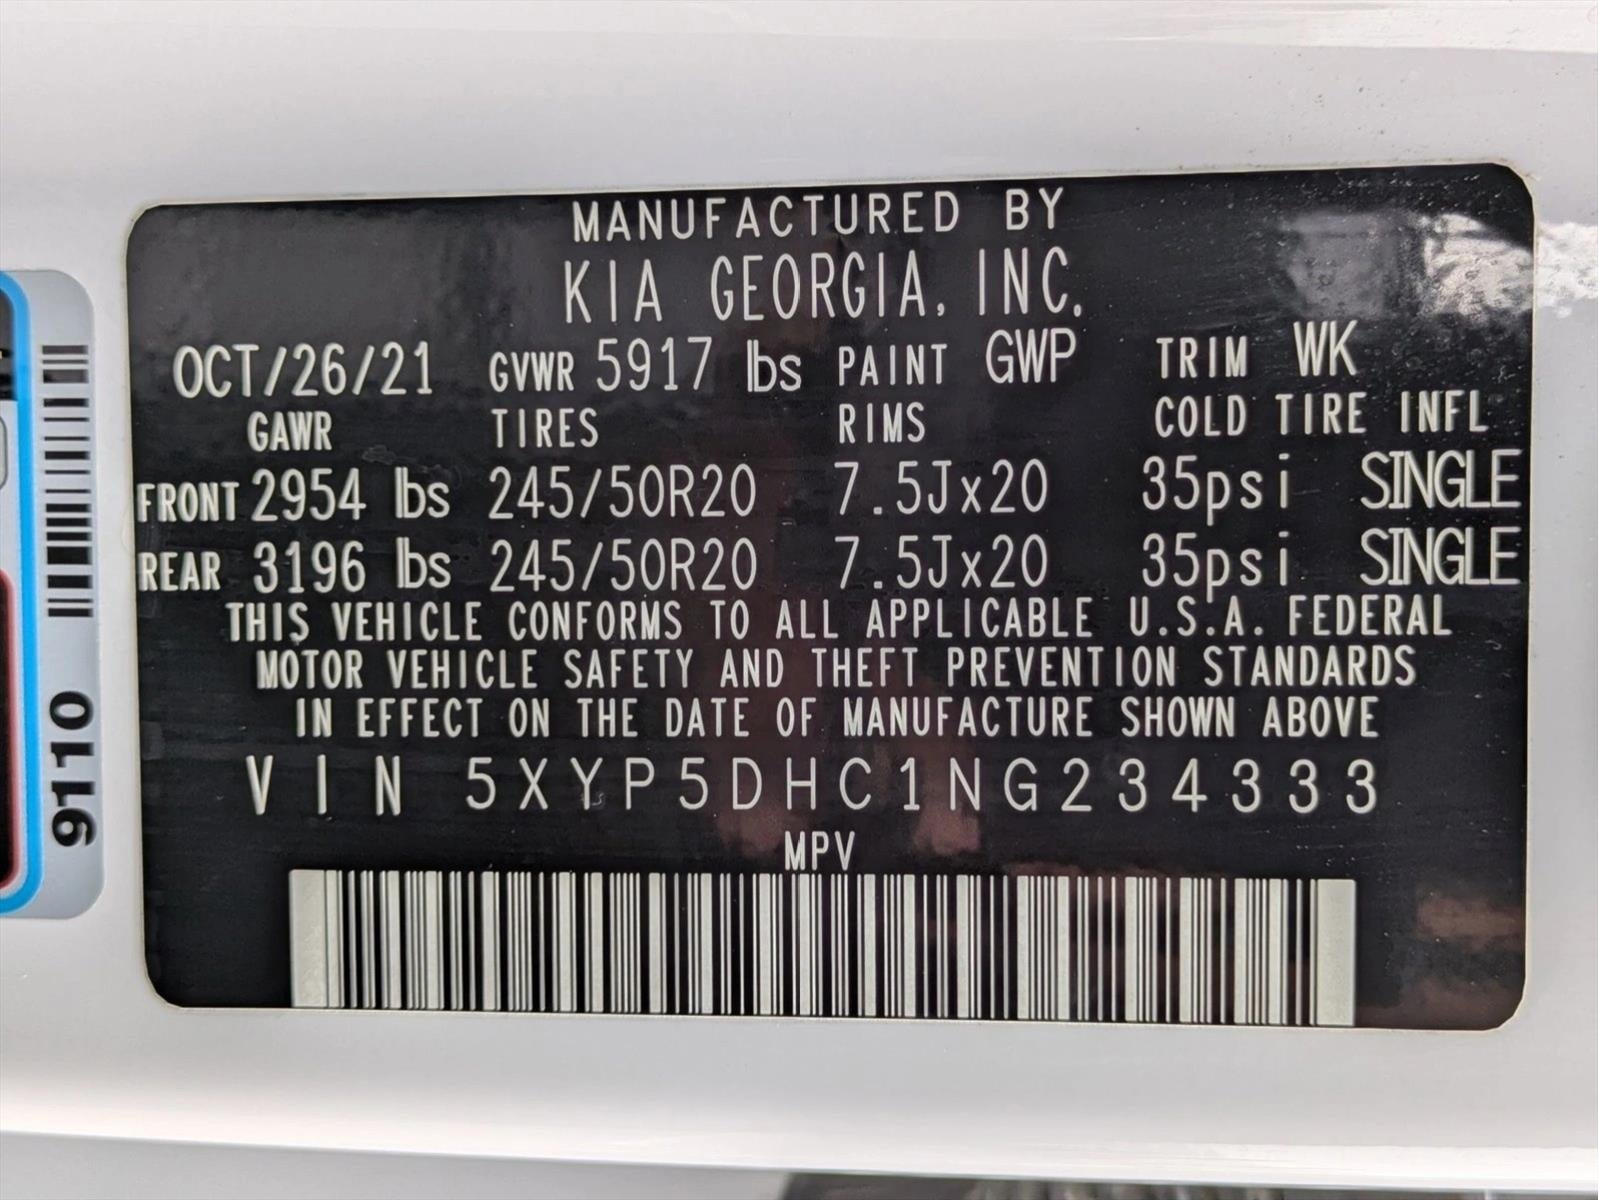 MANUFACTURED BY
KIA GEORGIA, INC.
OCT/26/21 GVWR 5917 lbs PAINT GWP TRIM WK
GAWR TIRES RIMS COLD TIRE INFL
FRONT 2954 lbs 245/50R20 7.5Jx20 35psi SINGLE
REAR 3196 lbs 245/50R20 7.5Jx20 35psi SINGLE
THIS VEHICLE CONFORMS TO ALL APPLICABLE U.S.A. FEDERAL
MOTOR VEHICLE SAFETY AND THEFT PREVENTION STANDARDS
IN EFFECT ON THE DATE OF MANUFACTURE SHOWN ABOVE
VIN 5XYP5DHC1NG234333
MPV
9110